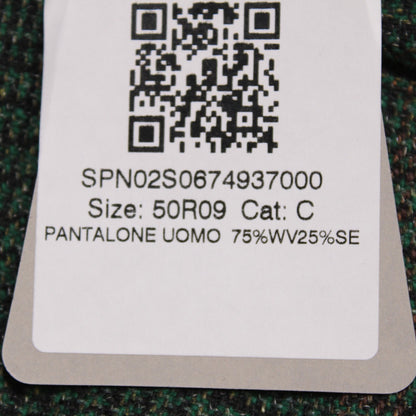 SPN02S0674937000
Size: 50R09 Cat: C
PANTALONE UOMO 75%WV25%SE